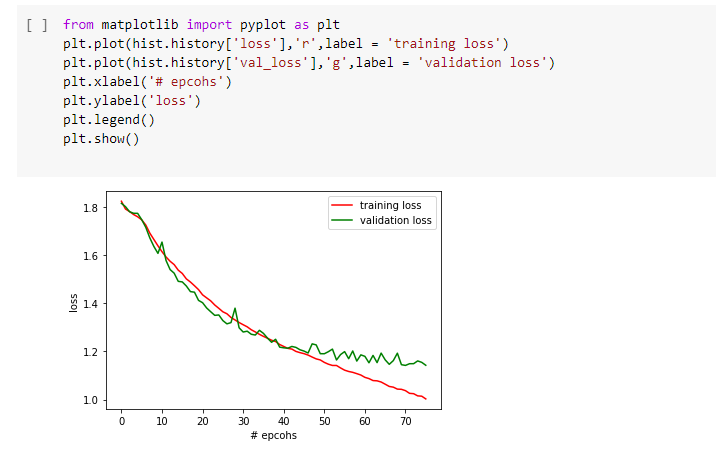 [ ] from matplotlib import pyplot as plt
plt.plot(hist.history['loss'],'r',label = 'training loss')
plt.plot(hist.history['val_loss'],'g',label = 'validation loss')
plt.xlabel('# epcohs')
plt.ylabel('loss')
plt.legend()
plt.show()
training loss
validation loss
1.8
1.6
1.4
1.2
1.0
loss
0 10 20 30 40 50 60 70
# epcohs